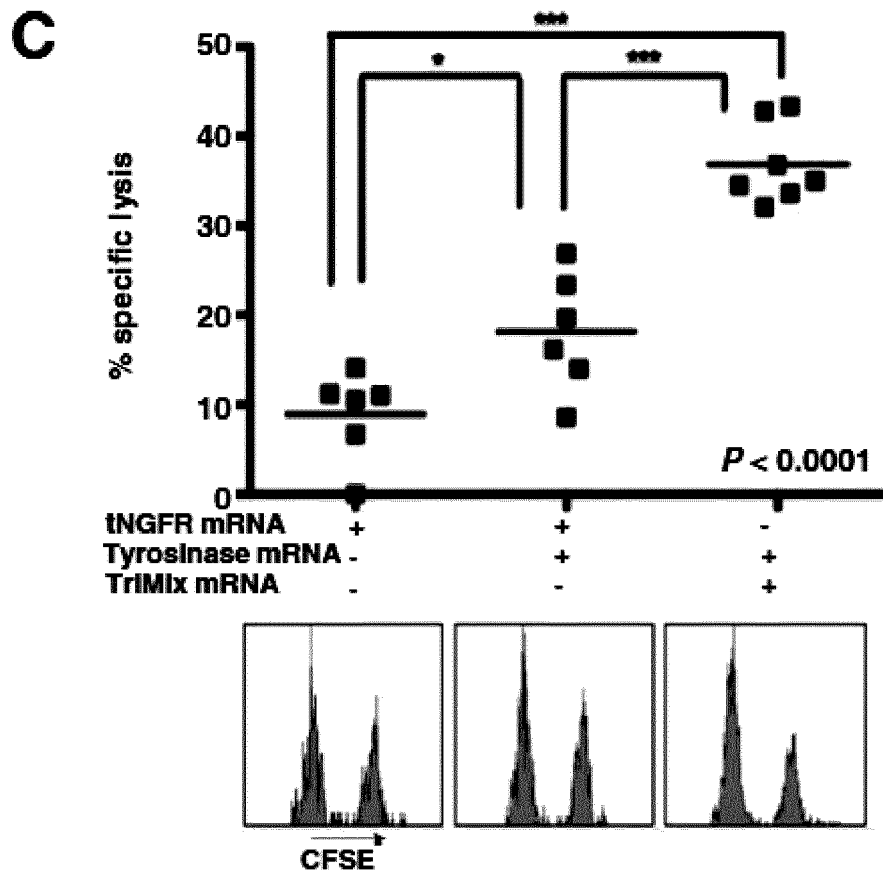 C
***
50
* ***
40
30
20
10
0
% specific lysis
P < 0.0001
tNGFR mRNA + + -
Tyrosinase mRNA - + +
TriMix mRNA - - +
CFSE